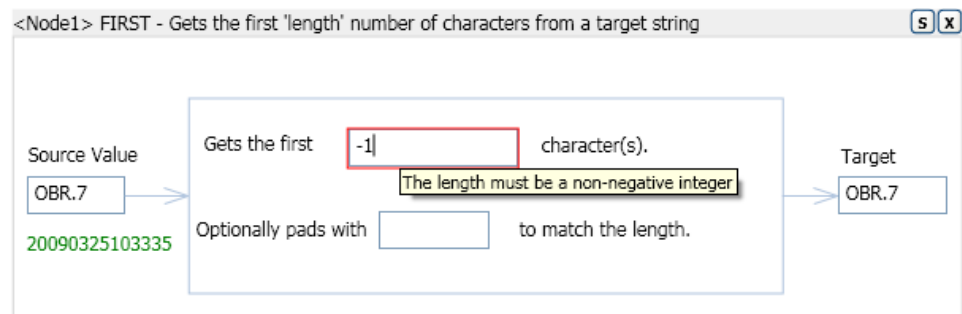 <Node1> FIRST - Gets the first 'length' number of characters from a target string S X
Gets the first -1 character(s).
Source Value Target
The length must be a non-negative integer
OBR.7 OBR.7
Optionally pads with to match the length.
20090325103335